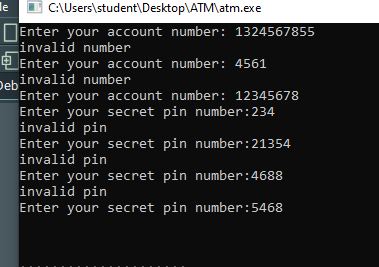 le
C:\Users\student\Desktop\ATM\atm.exe
Deb
Enter your account number: 1324567855
invalid number
Enter your account number: 4561
invalid number
Enter your account number: 12345678
Enter your secret pin number:234
invalid pin
Enter your secret pin number:21354
invalid pin
Enter your secret pin number:4688
invalid pin
Enter your secret pin number:5468